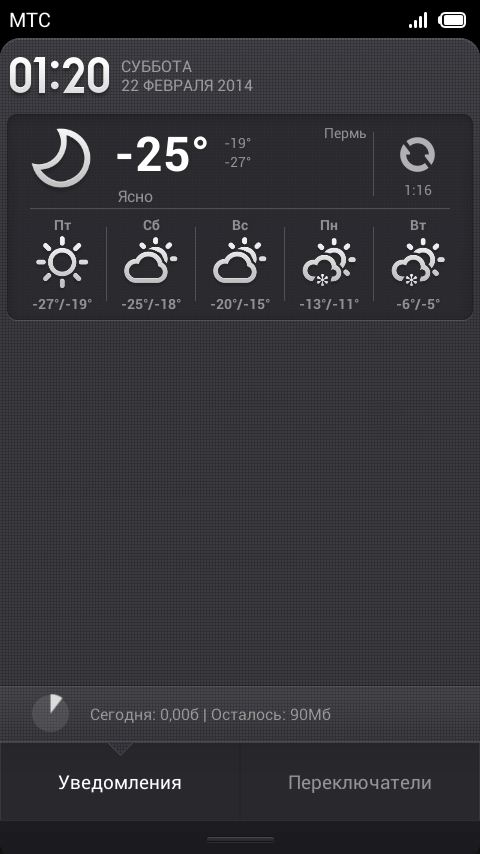 МТС
01:20
СУББОТА
22 ФЕВРАЛЯ 2014
-25°
-19°
-27°
Пермь
Ясно
1:16
Пт Сб Вс Пн Вт
-27°/-19° -25°/-18° -20°/-15° -13°/-11° -6°/-5°
Сегодня: 0,00б | Осталось: 90Мб
Уведомления Переключатели